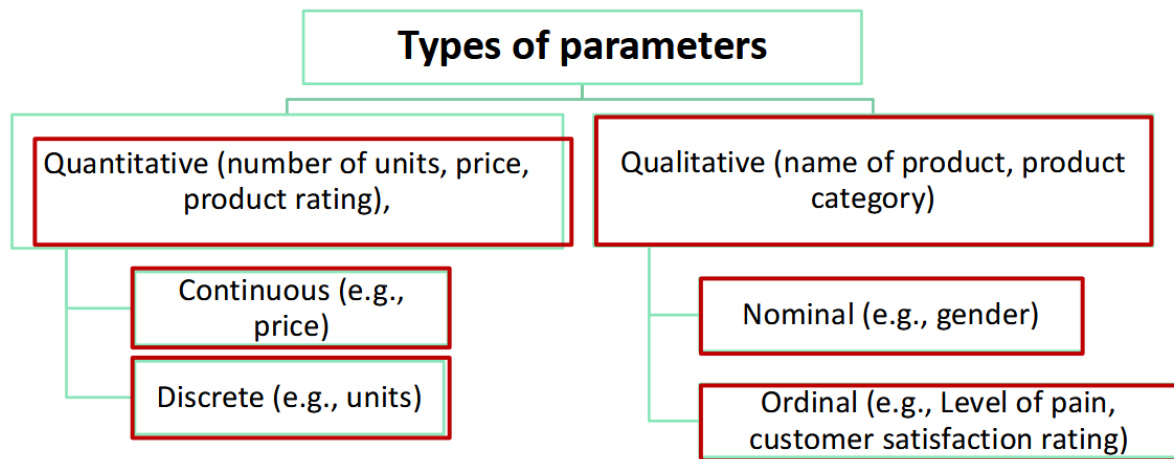 Types of parameters
Quantitative (number of units, price,
product rating),
Continuous (e.g.,
price)
Discrete (e.g., units)
Qualitative (name of product, product
category)
Nominal (e.g., gender)
Ordinal (e.g., Level of pain,
customer satisfaction rating)